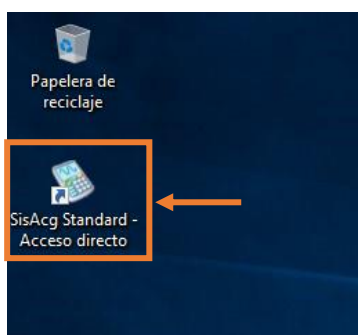 Papelera de
reciclaje
SisAcg Standard -
Acceso directo